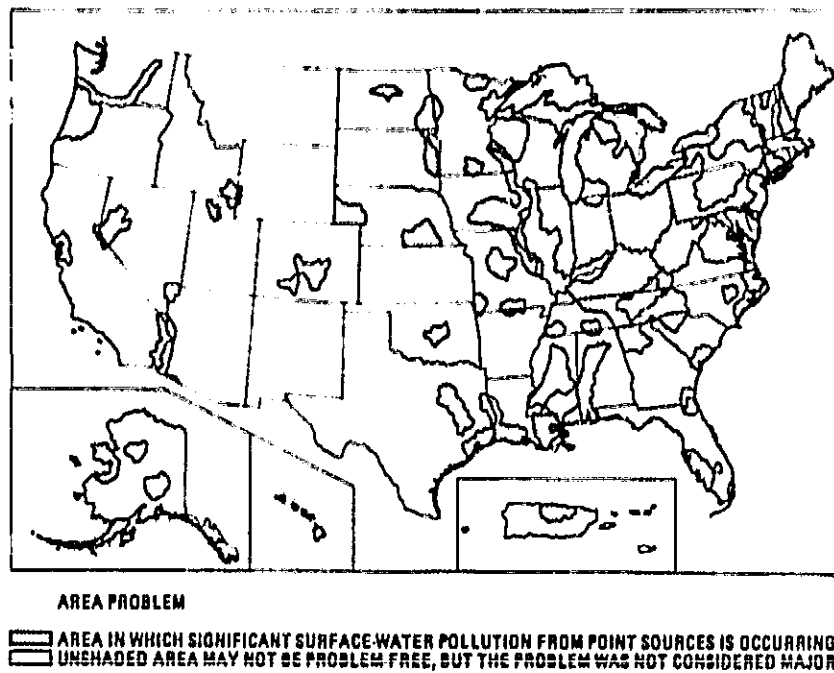 AREA PROBLEM
AREA IN WHICH SIGNIFICANT SURFACE-WATER POLLUTION FROM POINT SOURCES IS OCCURRING
UNSHADED AREA MAY NOT BE PROBLEM-FREE, BUT THE PROBLEM WAS NOT CONSIDERED MAJOR